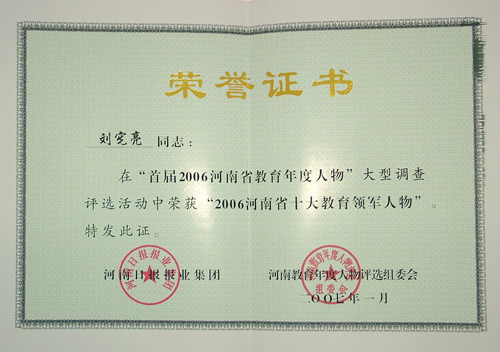 荣誉证书
刘宪亮 同志：
在“首届2006河南省教育年度人物”大型调查
评选活动中荣获“2006河南省十大教育领军人物”。
特发此证。
河南日报报业集团 河南教育年度人物评选组委会
二〇〇七年一月